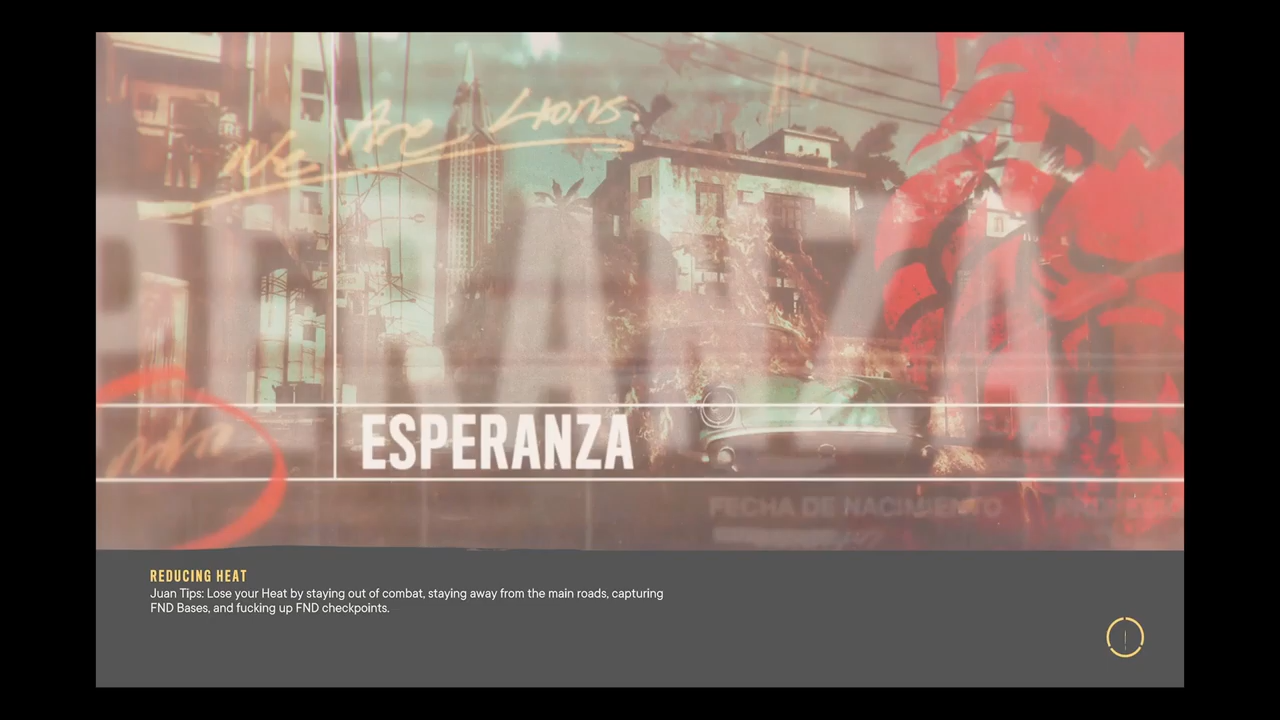 We Are Lions.
ERANZA
ESPERANZA
FECHA DE NACIMIENTO
REDUCING HEAT
Juan Tips: Lose your Heat by staying out of combat, staying away from the main roads, capturing
FND Bases, and fucking up FND checkpoints.